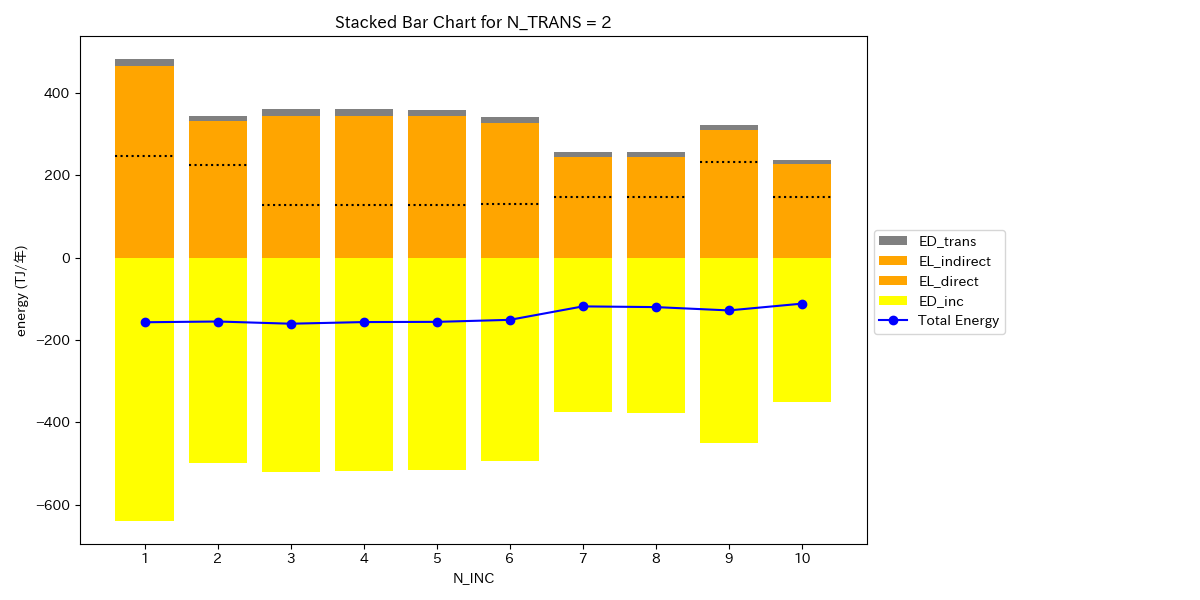 Stacked Bar Chart for N_TRANS = 2
energy (TJ/年)
400
200
0
−200
−400
−600
1 2 3 4 5 6 7 8 9 10
N_INC
ED_trans
EL_indirect
EL_direct
ED_inc
Total Energy